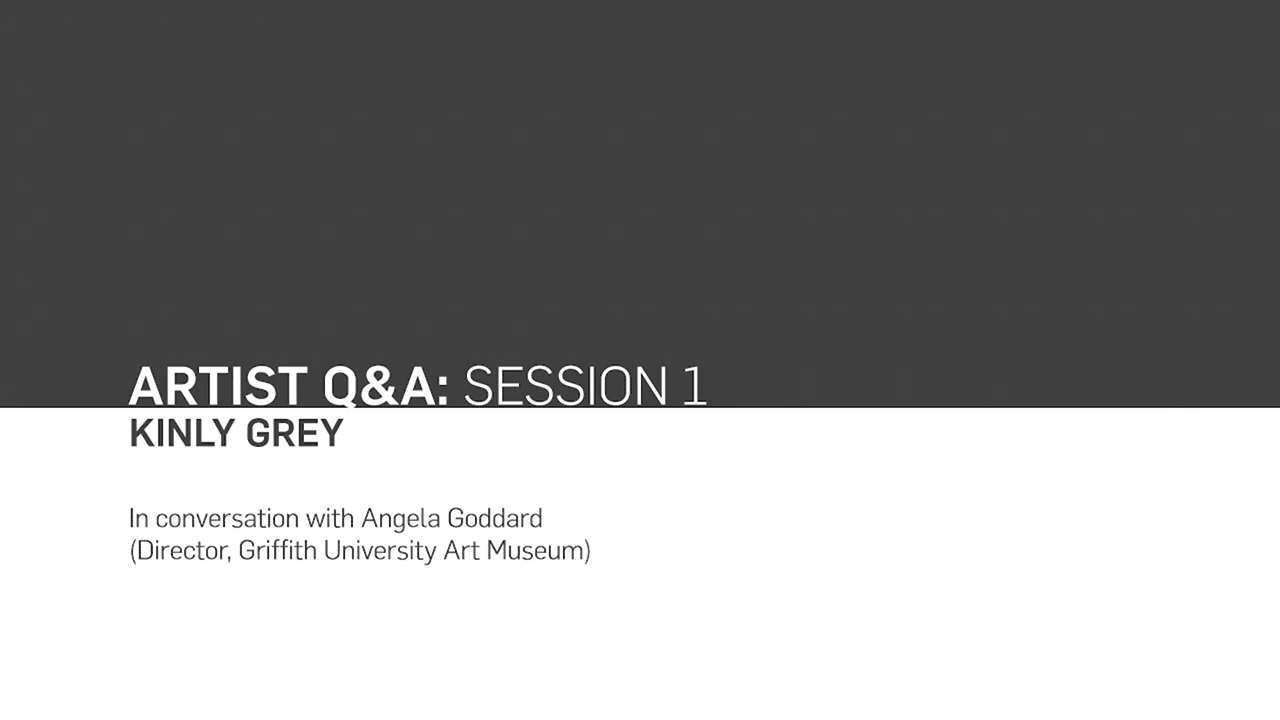 ARTIST Q&A: SESSION 1
KINLY GREY
In conversation with Angela Goddard
(Director, Griffith University Art Museum)